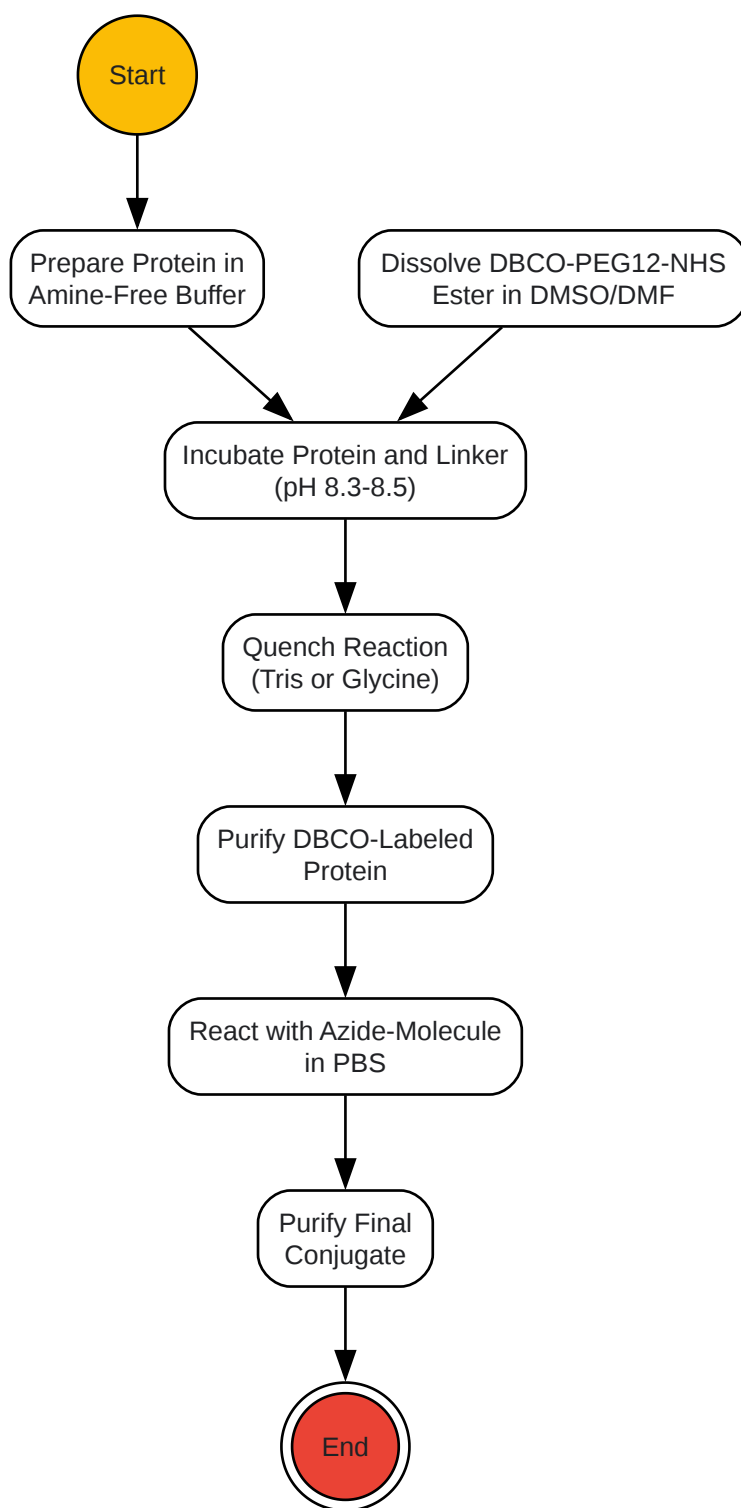 Start
Prepare Protein in
Amine-Free Buffer
Dissolve DBCO-PEG12-NHS
Ester in DMSO/DMF
Incubate Protein and Linker
(pH 8.3-8.5)
Quench Reaction
(Tris or Glycine)
Purify DBCO-Labeled
Protein
React with Azide-Molecule
in PBS
Purify Final
Conjugate
End